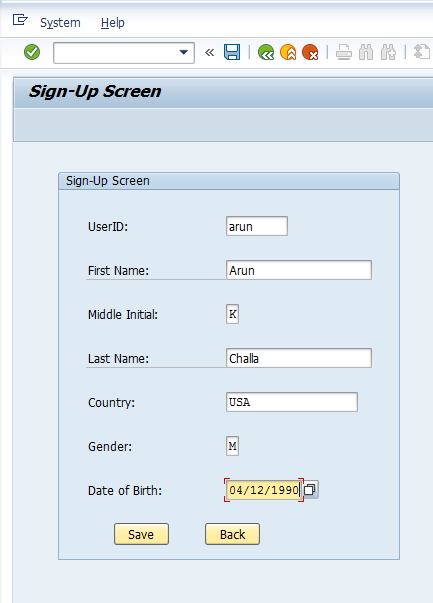 System Help
Sign-Up Screen
Sign-Up Screen
UserID: arun
First Name: Arun
Middle Initial: K
Last Name: Challa
Country: USA
Gender: M
Date of Birth: 04/12/1990
Save Back